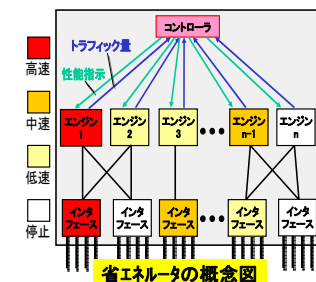 コントローラ
トラフィック量
性能指示
高速
中速
低速
停止
エンジン
1
エンジン
2
エンジン
3
•••
エンジン
n-1
エンジン
n
インタ
フェース
インタ
フェース
インタ
フェース
•••
インタ
フェース
インタ
フェース
省エネルータの概念図